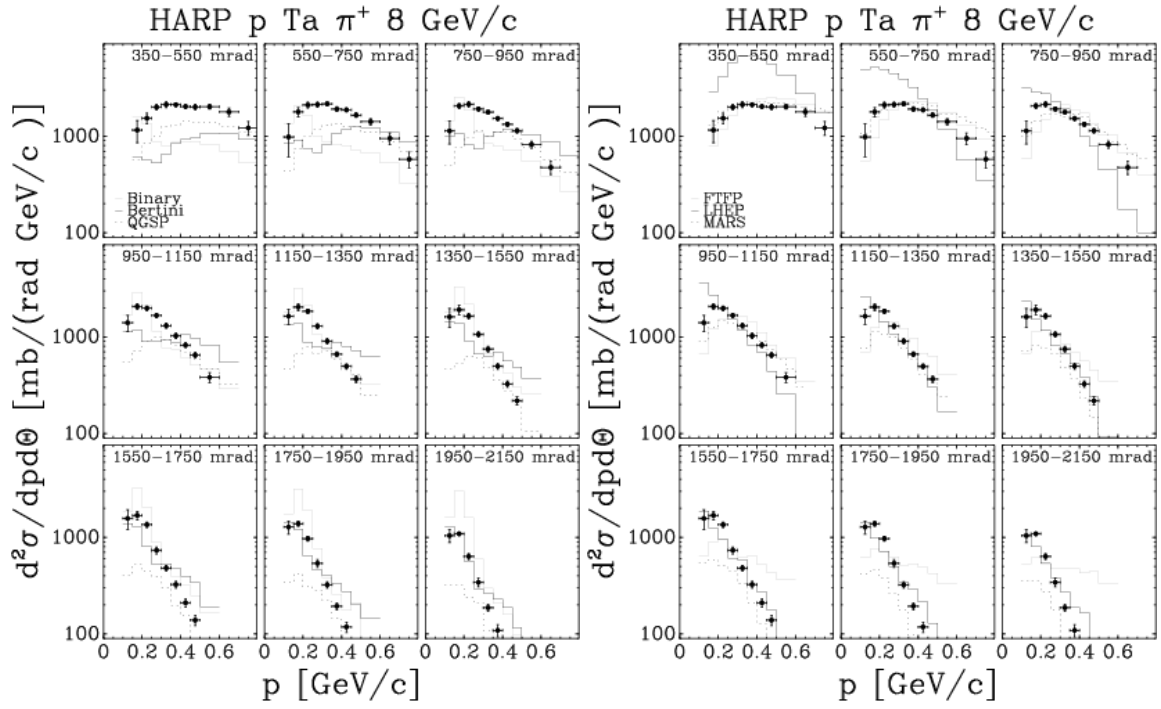 HARP p Ta π⁺ 8 GeV/c
d²σ/dpdΘ [mb/(rad GeV/c )]
350-550 mrad
550-750 mrad
750-950 mrad
1000
100
Binary
Bertini
QGSP
950-1150 mrad
1150-1350 mrad
1350-1550 mrad
1000
100
1550-1750 mrad
1750-1950 mrad
1950-2150 mrad
1000
100
0 0.2 0.4 0.6 0 0.2 0.4 0.6 0 0.2 0.4 0.6
p [GeV/c]
HARP p Ta π⁺ 8 GeV/c
d²σ/dpdΘ [mb/(rad GeV/c )]
350-550 mrad
550-750 mrad
750-950 mrad
1000
100
FTFP
LHEP
MARS
950-1150 mrad
1150-1350 mrad
1350-1550 mrad
1000
100
1550-1750 mrad
1750-1950 mrad
1950-2150 mrad
1000
100
0 0.2 0.4 0.6 0 0.2 0.4 0.6 0 0.2 0.4 0.6
p [GeV/c]